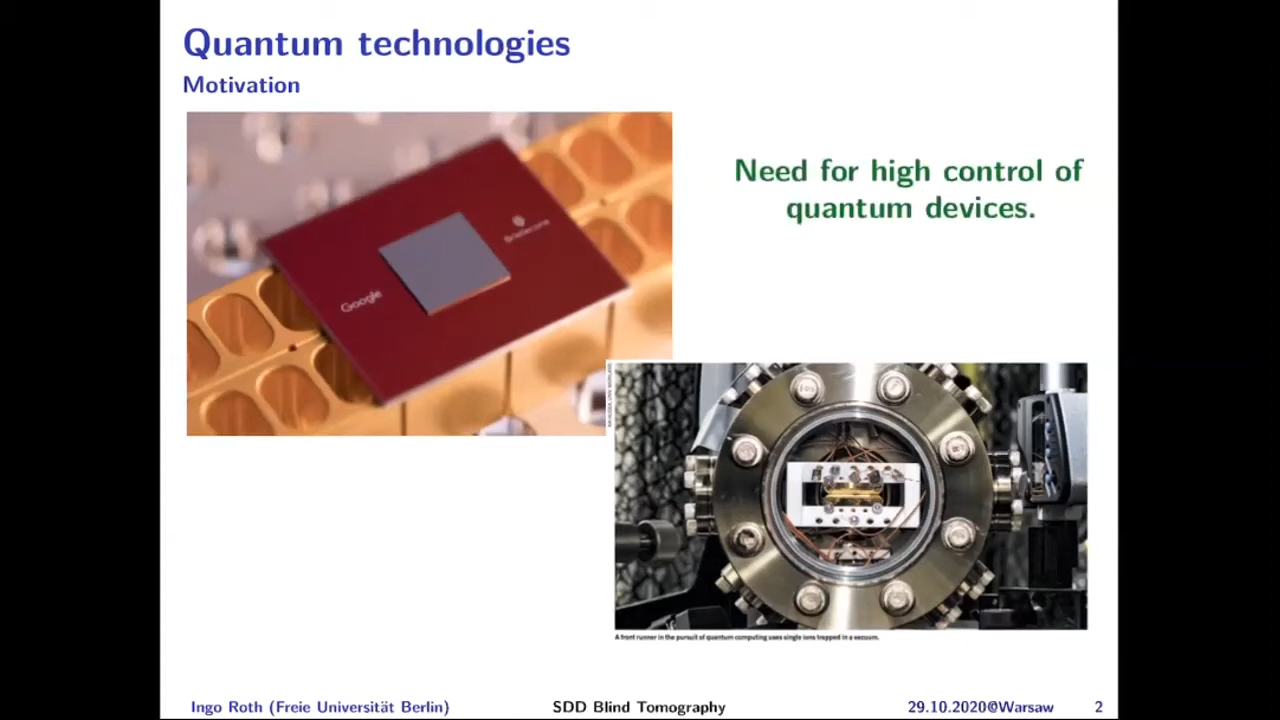 Quantum technologies
Motivation
Need for high control of
quantum devices.
Google
Bristlecone
A front runner in the pursuit of quantum computing uses single ions trapped in a vacuum.
Ingo Roth (Freie Universität Berlin)
SDD Blind Tomography
29.10.2020@Warsaw
2